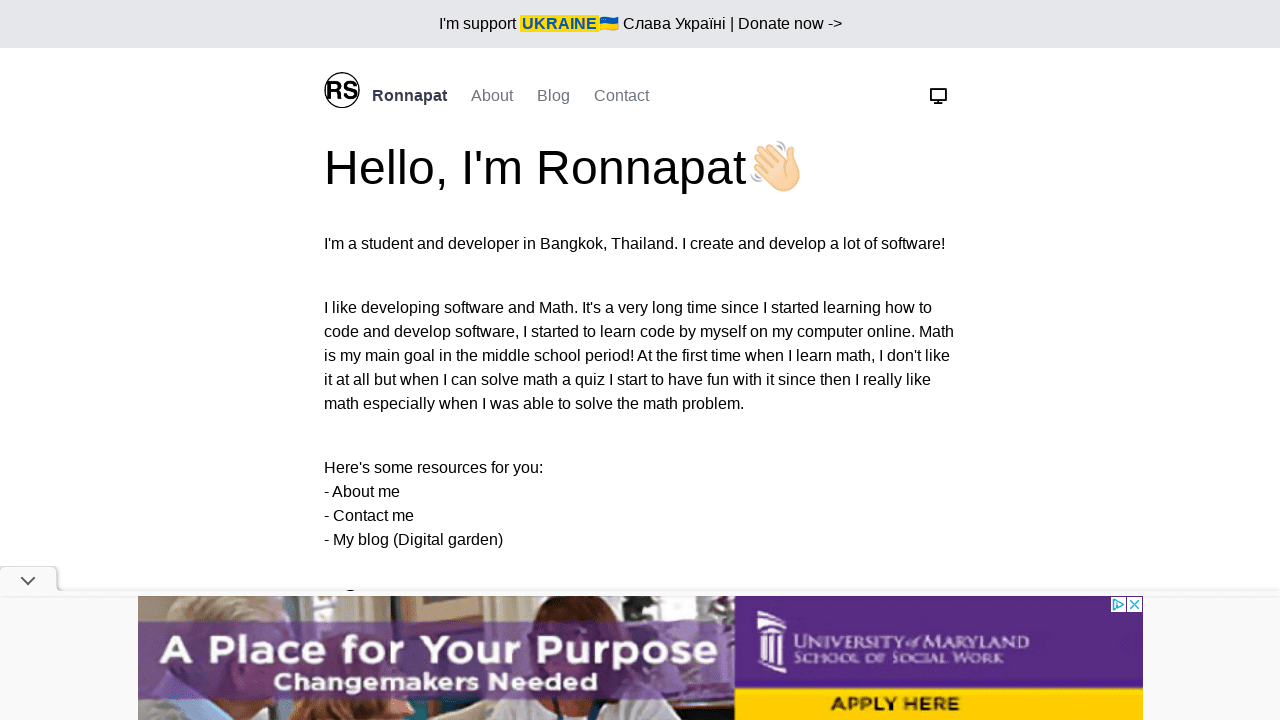 I'm support UKRAINE🇺🇦 Слава Україні | Donate now ->
RS Ronnapat About Blog Contact
Hello, I'm Ronnapat👋🏻
I'm a student and developer in Bangkok, Thailand. I create and develop a lot of software!
I like developing software and Math. It's a very long time since I started learning how to
code and develop software, I started to learn code by myself on my computer online. Math
is my main goal in the middle school period! At the first time when I learn math, I don't like
it at all but when I can solve math a quiz I start to have fun with it since then I really like
math especially when I was able to solve the math problem.
Here's some resources for you:
- About me
- Contact me
- My blog (Digital garden)
A Place for Your Purpose
Changemakers Needed
UNIVERSITY of MARYLAND
SCHOOL OF SOCIAL WORK
APPLY HERE